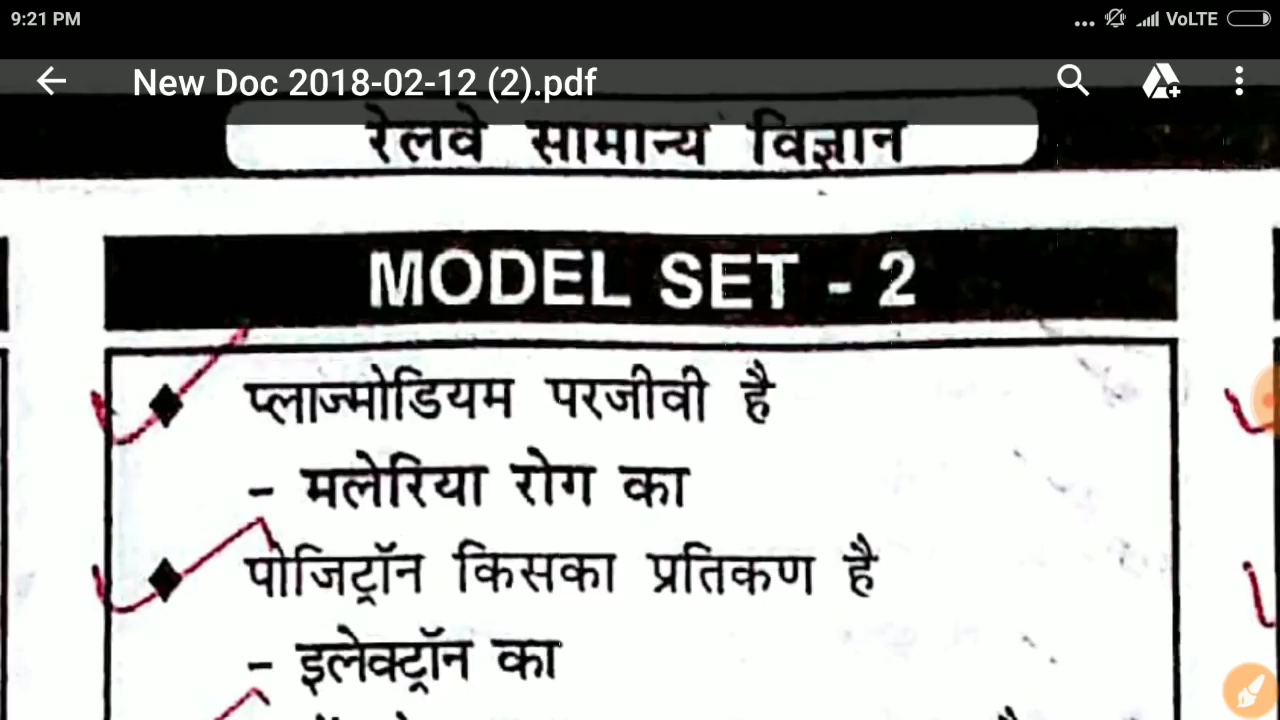 9:21 PM
VoLTE
New Doc 2018-02-12 (2).pdf
रेलवे सामान्य विज्ञान
MODEL SET - 2
प्लाज्मोडियम परजीवी है
- मलेरिया रोग का
पोजिट्रॉन किसका प्रतिकण है
- इलेक्ट्रॉन का